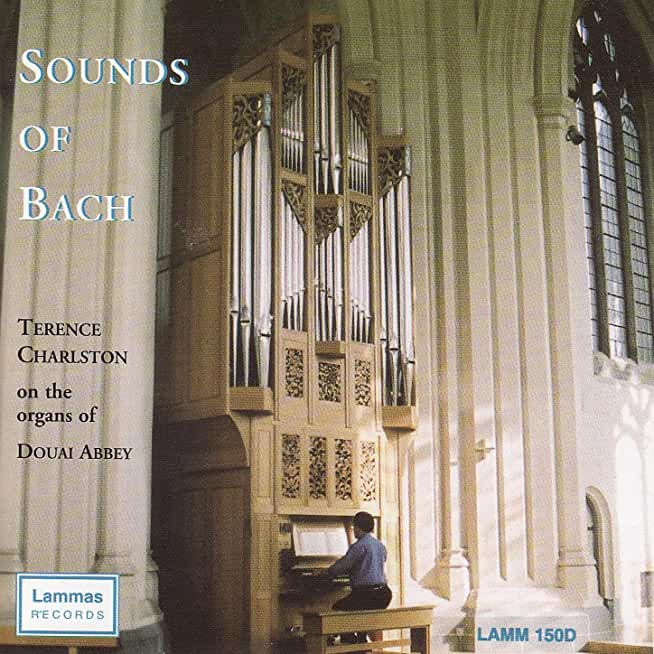 SOUNDS
OF
BACH
TERENCE
CHARLSTON
on the
organs of
DOUAI ABBEY
Lammas
RECORDS
LAMM 150D